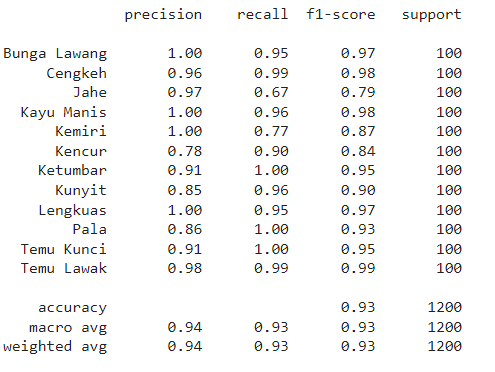 precision recall f1-score support
Bunga Lawang 1.00 0.95 0.97 100
Cengkeh 0.96 0.99 0.98 100
Jahe 0.97 0.67 0.79 100
Kayu Manis 1.00 0.96 0.98 100
Kemiri 1.00 0.77 0.87 100
Kencur 0.78 0.90 0.84 100
Ketumbar 0.91 1.00 0.95 100
Kunyit 0.85 0.96 0.90 100
Lengkuas 1.00 0.95 0.97 100
Pala 0.86 1.00 0.93 100
Temu Kunci 0.91 1.00 0.95 100
Temu Lawak 0.98 0.99 0.99 100
accuracy 0.93 1200
macro avg 0.94 0.93 0.93 1200
weighted avg 0.94 0.93 0.93 1200